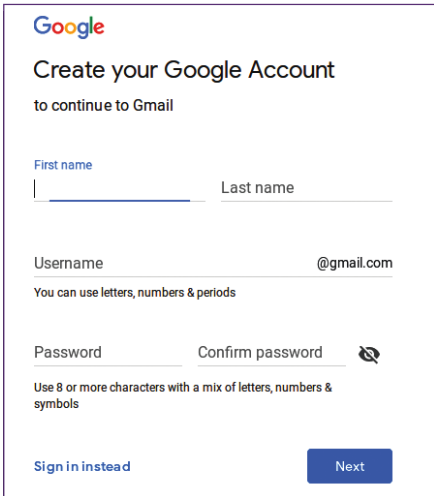 Google
Create your Google Account
to continue to Gmail
First name
Last name
Username @gmail.com
You can use letters, numbers & periods
Password Confirm password
Use 8 or more characters with a mix of letters, numbers &
symbols
Sign in instead Next